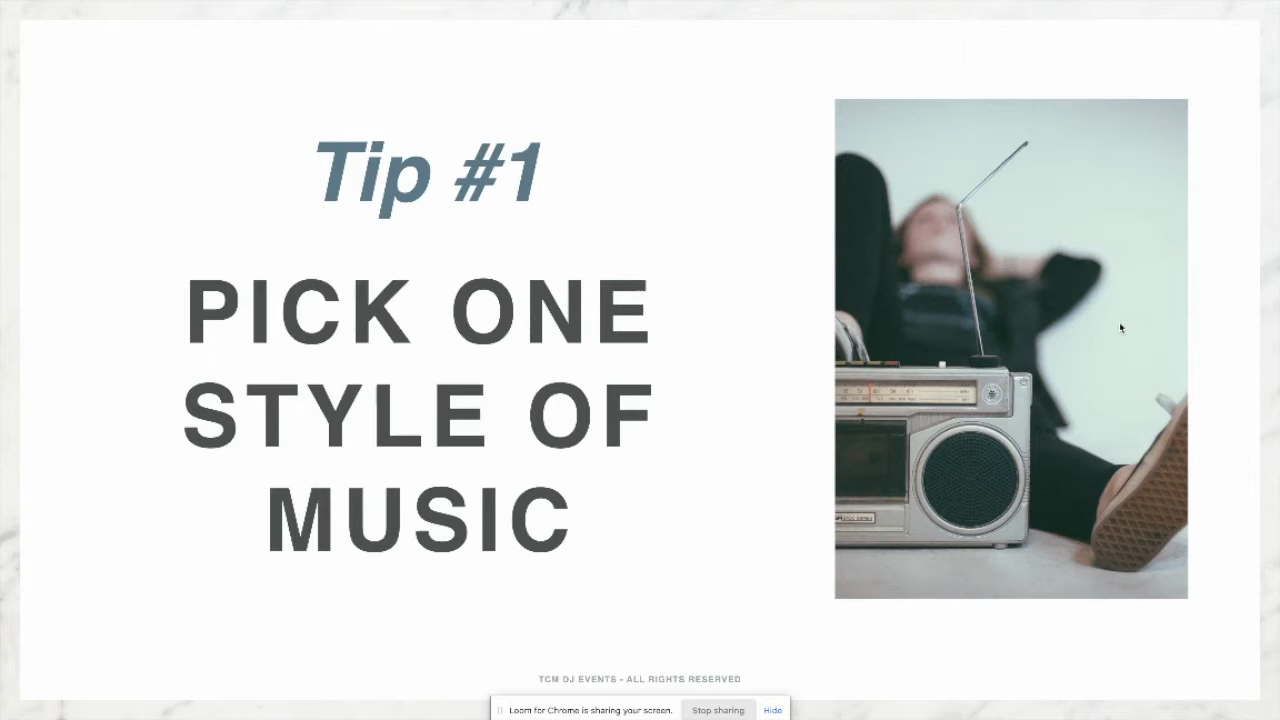 Tip #1
PICK ONE
STYLE OF
MUSIC
TCM DJ EVENTS - ALL RIGHTS RESERVED
Loom for Chrome is sharing your screen.
Stop sharing
Hide